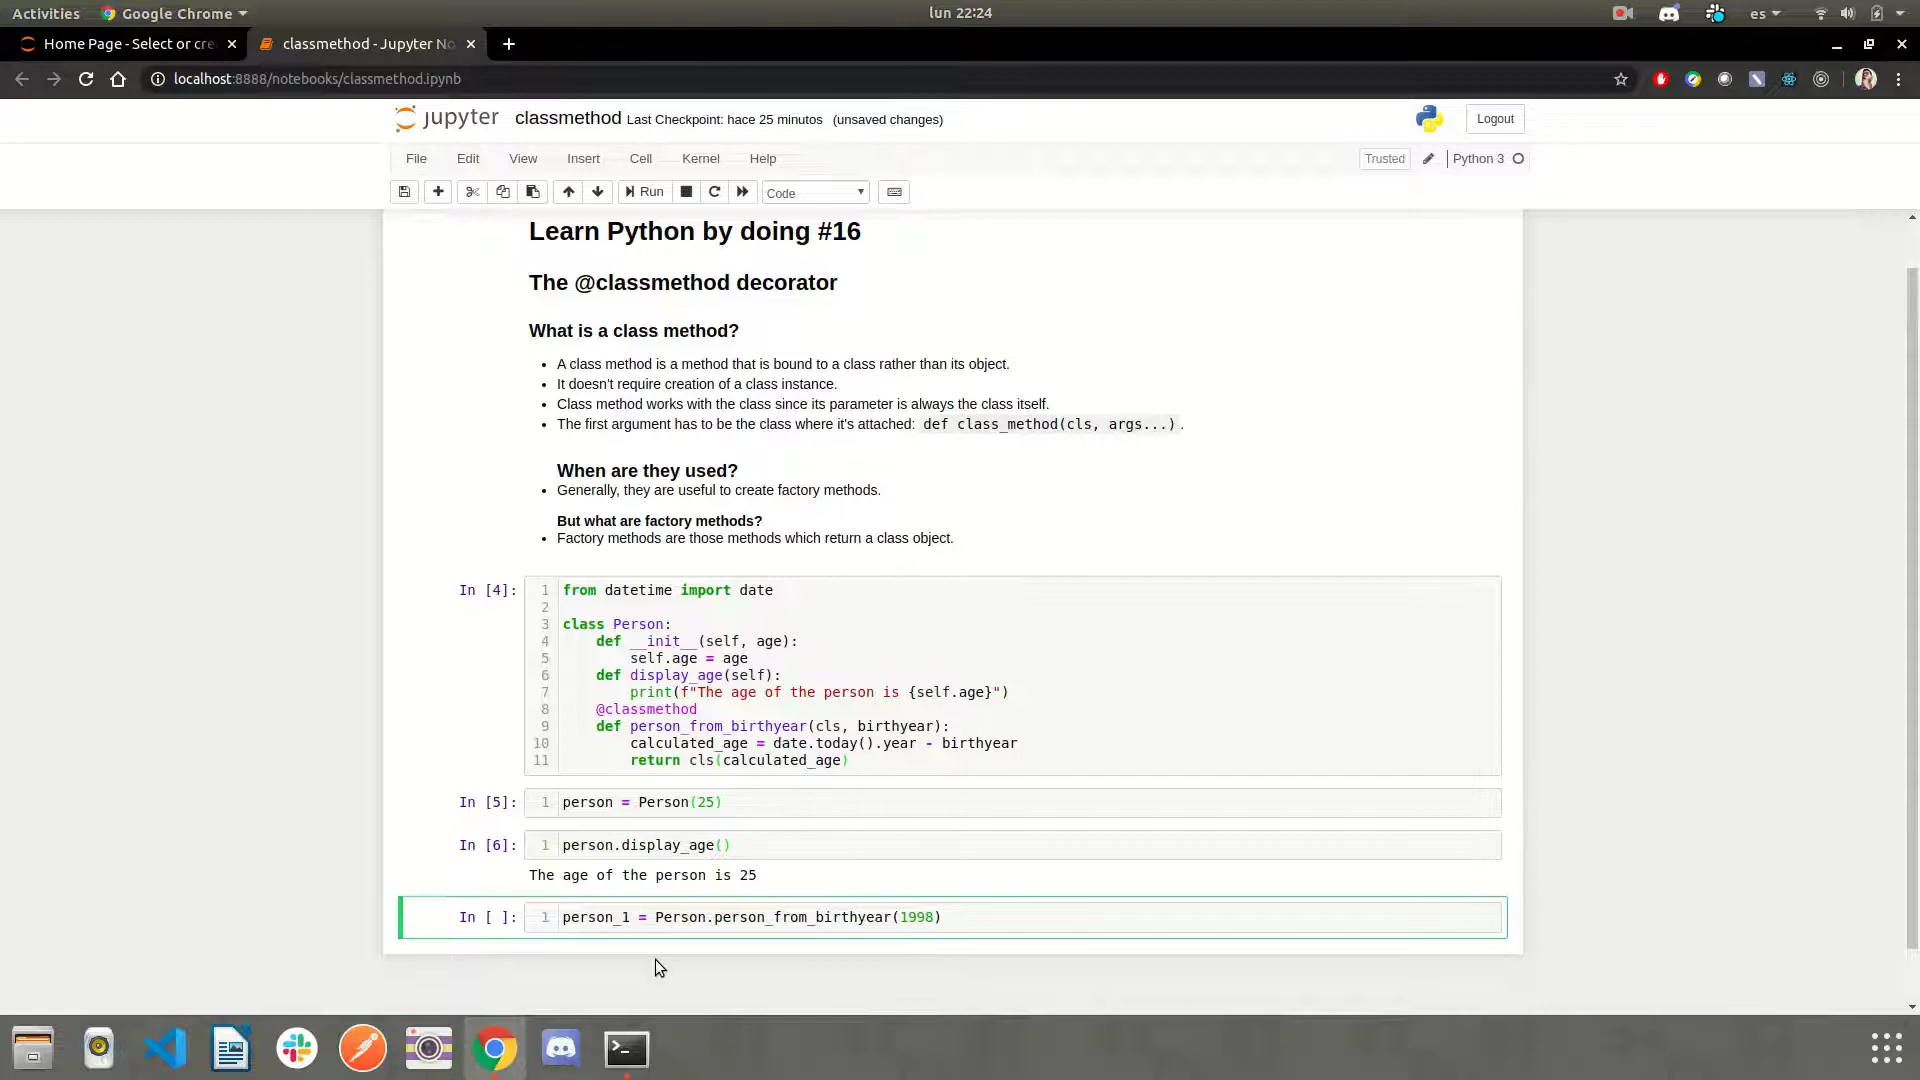 Activities Google Chrome lun 22:24 es
Home Page - Select or cre classmethod - Jupyter No
localhost:8888/notebooks/classmethod.ipynb
jupyter classmethod Last Checkpoint: hace 25 minutos (unsaved changes) Logout
File Edit View Insert Cell Kernel Help Trusted Python 3
Run Code
Learn Python by doing #16
The @classmethod decorator
What is a class method?
• A class method is a method that is bound to a class rather than its object.
• It doesn't require creation of a class instance.
• Class method works with the class since its parameter is always the class itself.
• The first argument has to be the class where it's attached: def class_method(cls, args...) .
When are they used?
• Generally, they are useful to create factory methods.
But what are factory methods?
• Factory methods are those methods which return a class object.
In [4]: 1 from datetime import date
2
3 class Person:
4     def __init__(self, age):
5         self.age = age
6     def display_age(self):
7         print(f"The age of the person is {self.age}")
8     @classmethod
9     def person_from_birthyear(cls, birthyear):
10         calculated_age = date.today().year - birthyear
11         return cls(calculated_age)
In [5]: 1 person = Person(25)
In [6]: 1 person.display_age()
The age of the person is 25
In [ ]: 1 person_1 = Person.person_from_birthyear(1998)